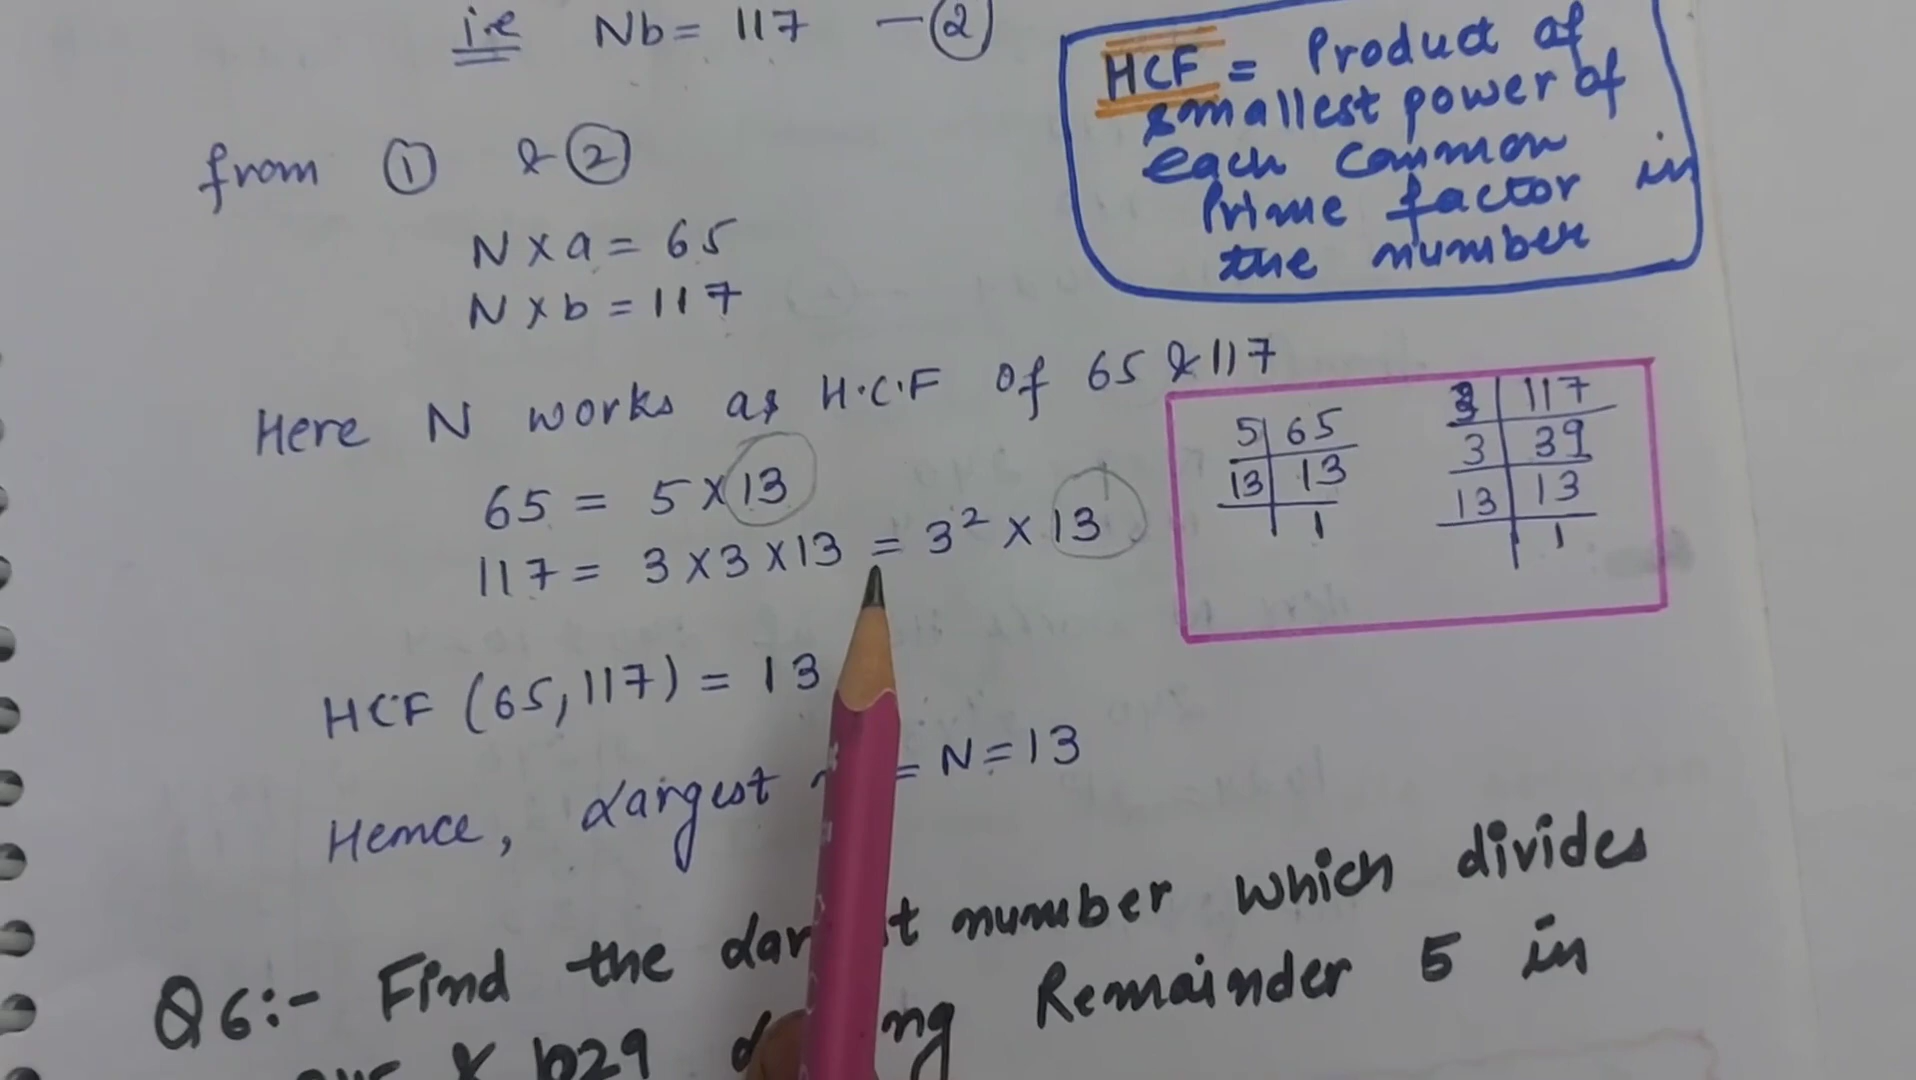 i.e Nb = 117 — ②
HCF = Product of
smallest power of
each common
Prime factor in
the number
from ① & ②
N x a = 65
N x b = 117
Here N works as H.C.F of 65 & 117
65 = 5 x 13
117 = 3 x 3 x 13 = 3² x 13
5 | 65
13 | 13
1
3 | 117
3 | 39
13 | 13
1
HCF (65, 117) = 13
Hence, Largest = N = 13
Q6:- Find the number which divides
& 1029 Remainder 5 in